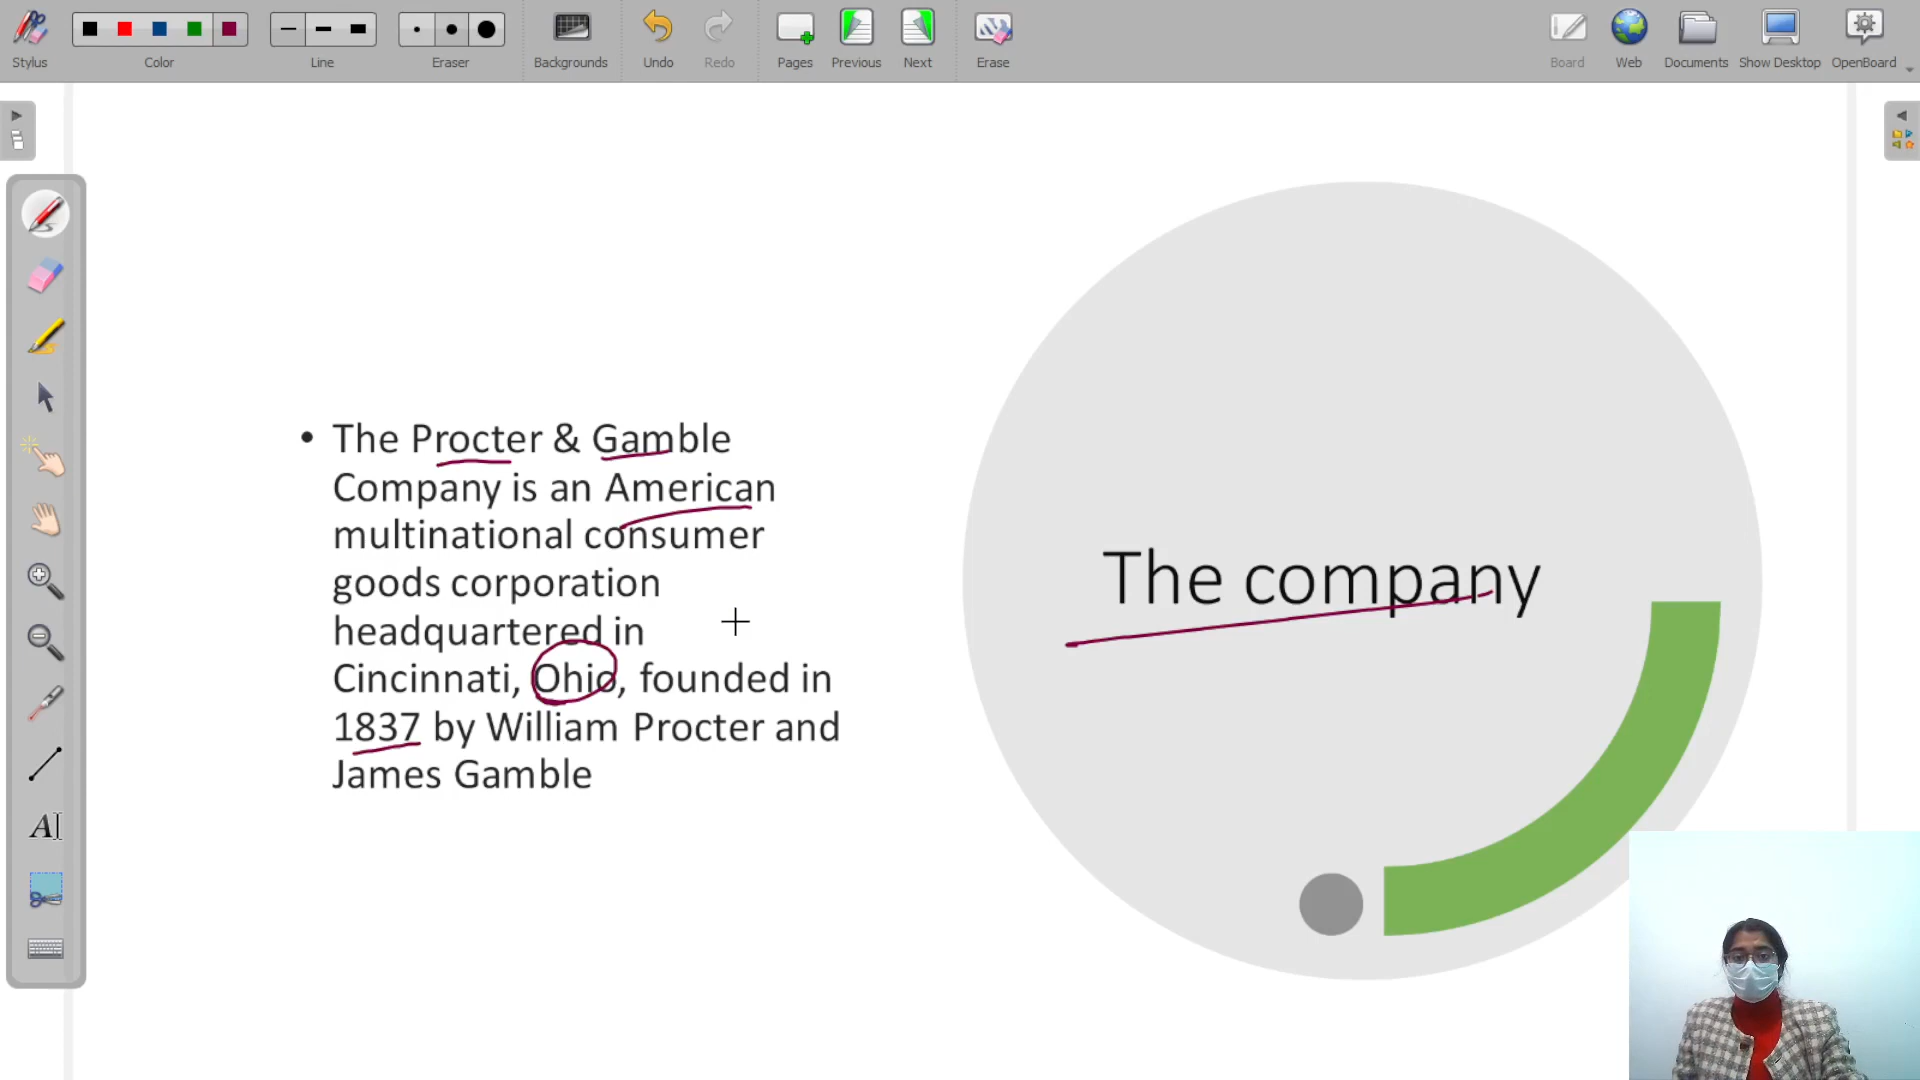 Stylus
Color
Line
Eraser
Backgrounds
Undo
Redo
Pages
Previous
Next
Erase
Board
Web
Documents
Show Desktop
OpenBoard
• The Procter & Gamble
Company is an American
multinational consumer
goods corporation
headquartered in
Cincinnati, Ohio, founded in
1837 by William Procter and
James Gamble
The company